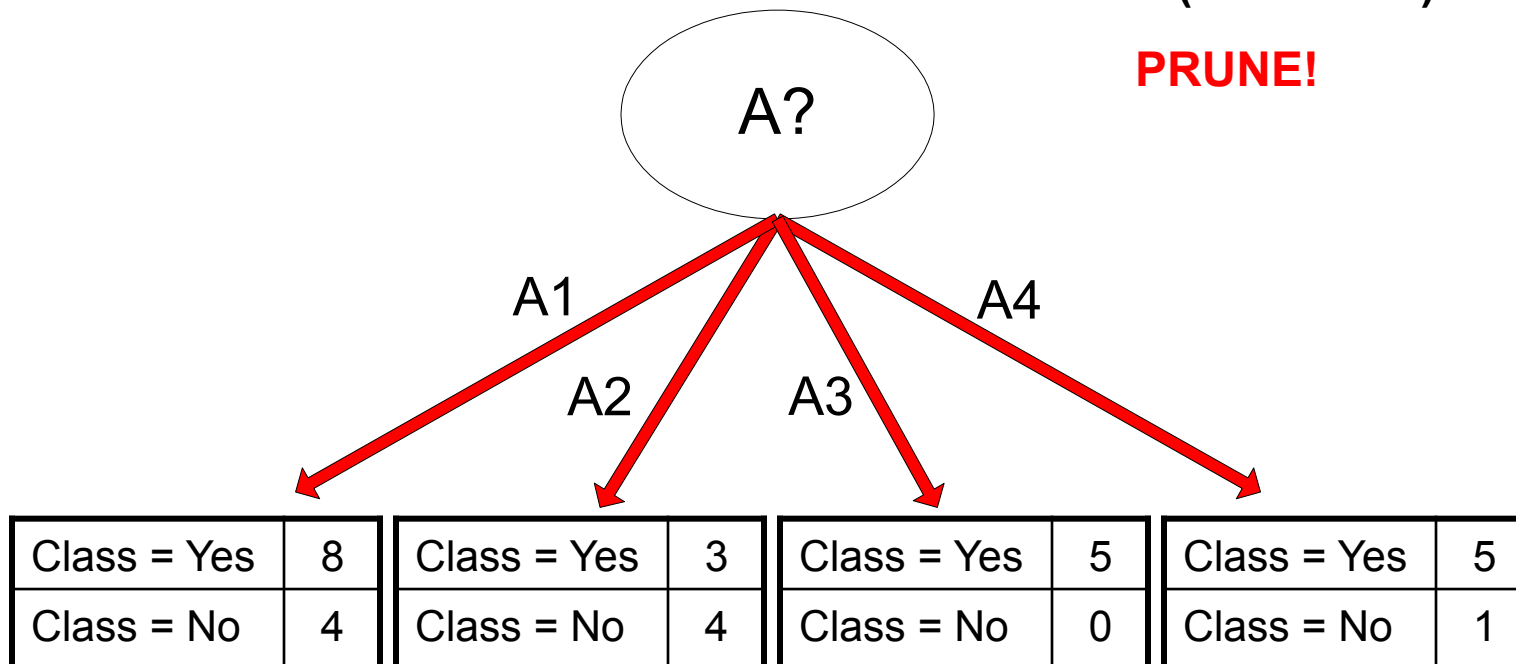 PRUNE!
A?
A1
A4
A2
A3
Class = Yes 8
Class = No 4
Class = Yes 3
Class = No 4
Class = Yes 5
Class = No 0
Class = Yes 5
Class = No 1